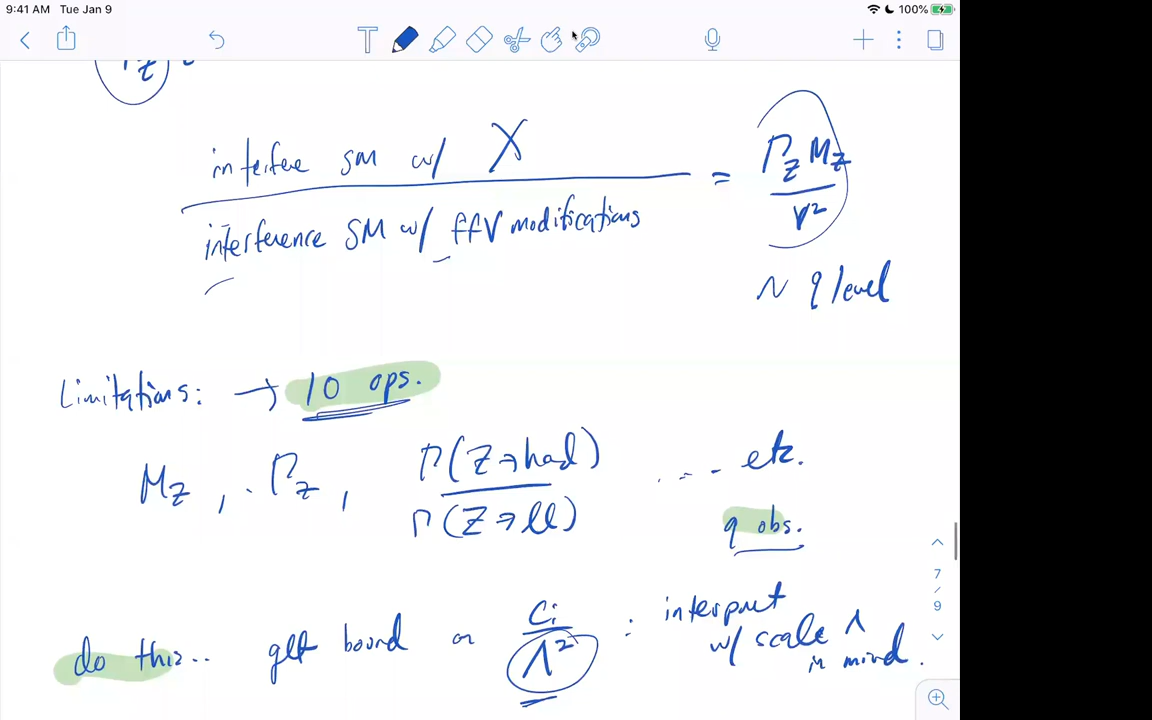 9:41 AM Tue Jan 9
100%
T
Γ_Z
interfere SM w/ X
interference SM w/ ffV modifications
= Γ_Z M_Z / v²
~ % level
Limitations: → 10 ops.
M_Z , Γ_Z , Γ(Z→had) / Γ(Z→ll) ... etc.
9 obs.
do this.. get bound on C_i / Λ² : interpret
w/ scale Λ
in mind.
7
/
9